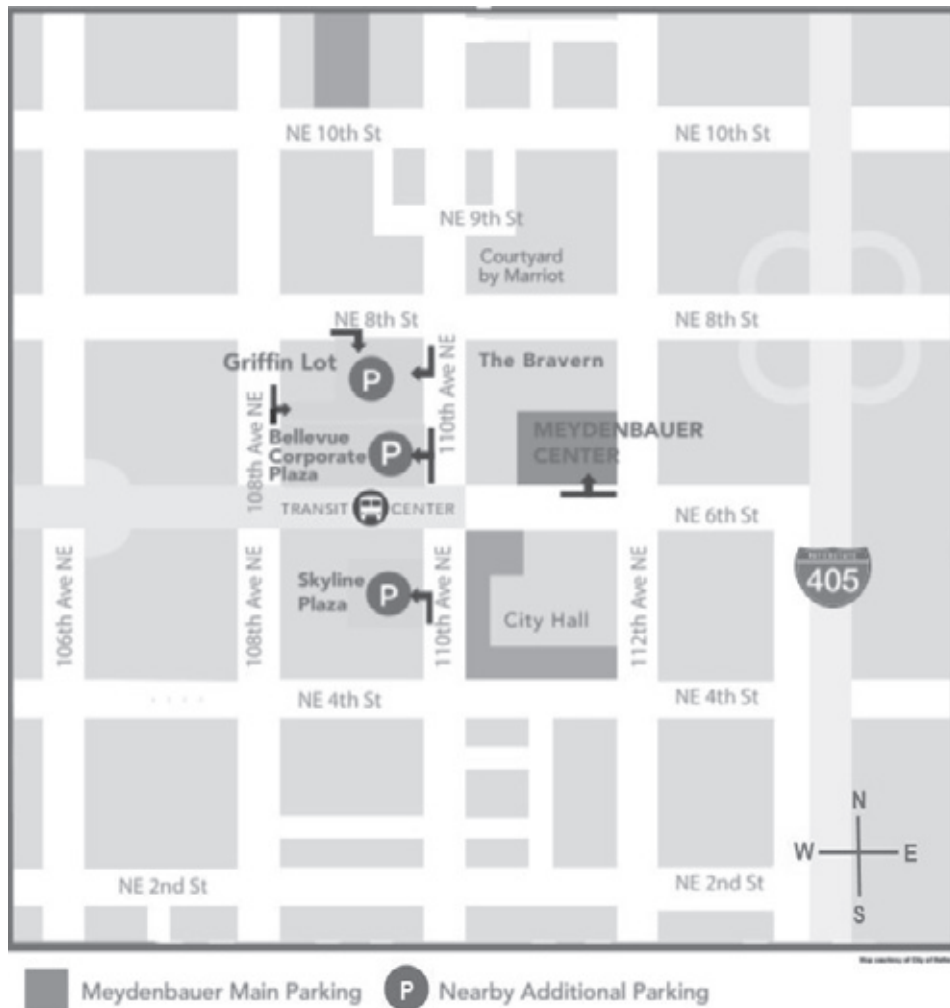 NE 10th St
NE 10th St
NE 9th St
Courtyard
by Marriot
NE 8th St
NE 8th St
Griffin Lot
P
110th Ave NE
The Bravern
108th Ave NE
Bellevue
Corporate
Plaza
P
MEYDENBAUER
CENTER
TRANSIT CENTER
NE 6th St
106th Ave NE
108th Ave NE
Skyline
Plaza
P
110th Ave NE
City Hall
112th Ave NE
405
NE 4th St
NE 4th St
N
W E
S
NE 2nd St
NE 2nd St
Meydenbauer Main Parking
P Nearby Additional Parking